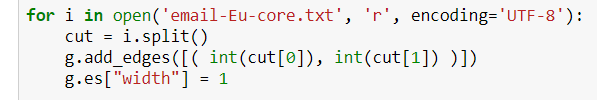 for i in open('email-Eu-core.txt', 'r', encoding='UTF-8'):
    cut = i.split()
    g.add_edges([( int(cut[0]), int(cut[1]) )])
    g.es["width"] = 1